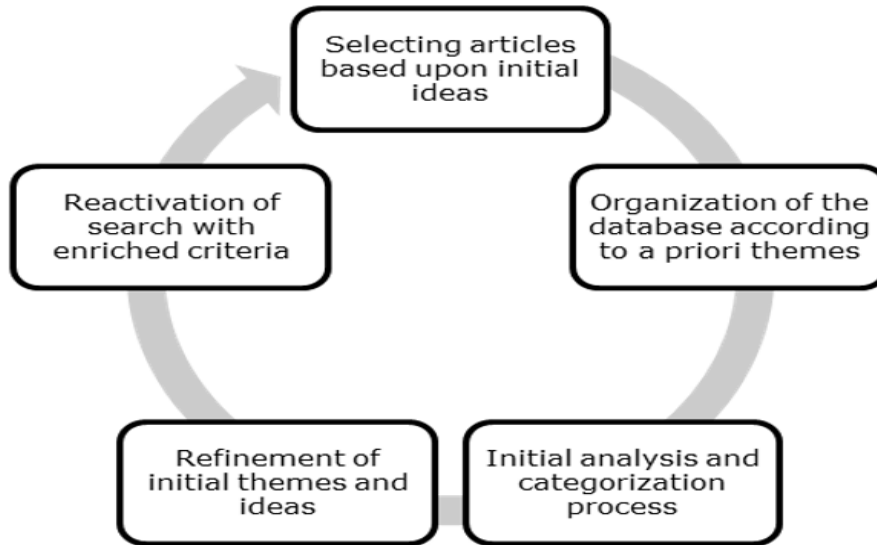 Selecting articles
based upon initial
ideas
Organization of the
database according
to a priori themes
Initial analysis and
categorization
process
Refinement of
initial themes and
ideas
Reactivation of
search with
enriched criteria